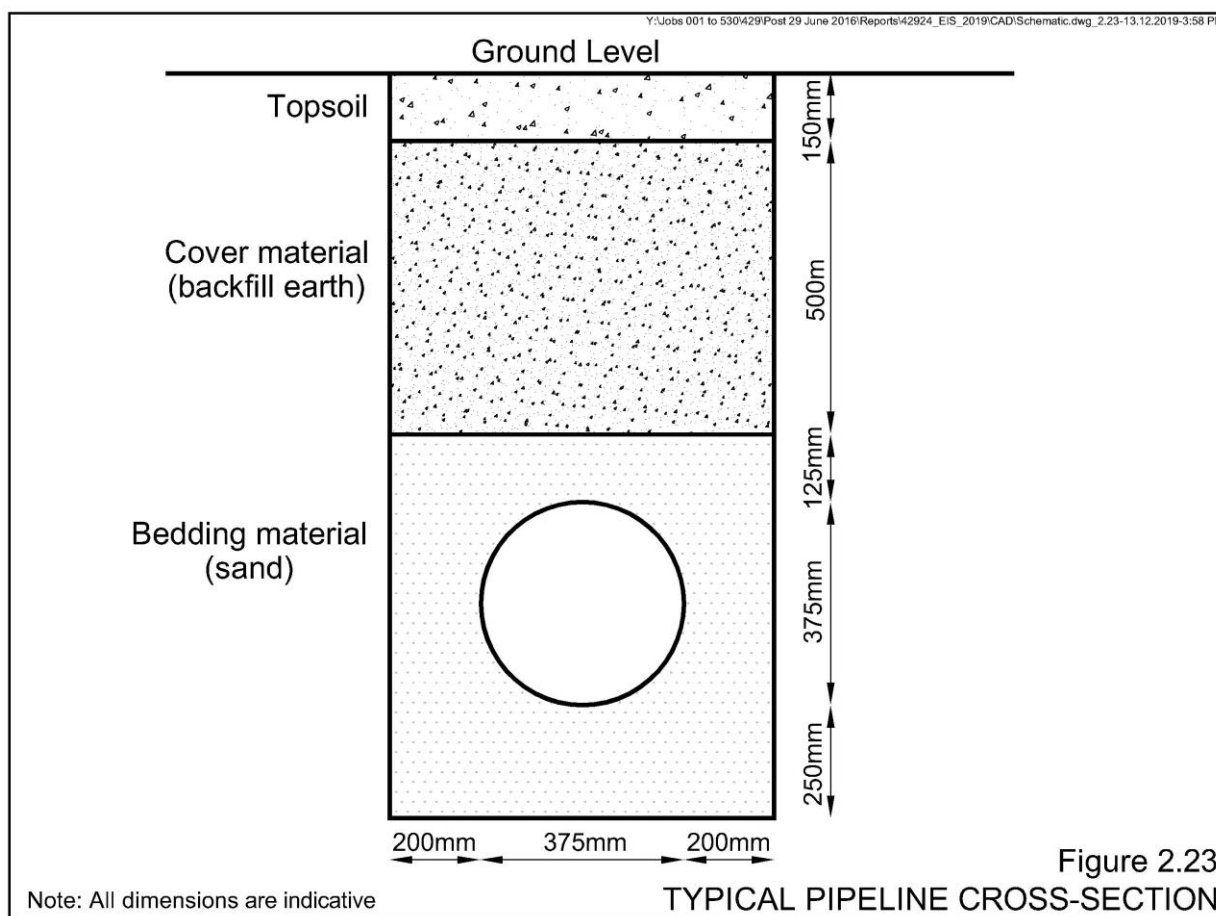 Y:\Jobs 001 to 530\429\Post 29 June 2016\Reports\42924_EIS_2019\CAD\Schematic.dwg_2.23-13.12.2019-3:58 P
Ground Level
Topsoil
150mm
Cover material
(backfill earth)
500m
125mm
Bedding material
(sand)
375mm
250mm
200mm 375mm 200mm
Figure 2.23
Note: All dimensions are indicative
TYPICAL PIPELINE CROSS-SECTION